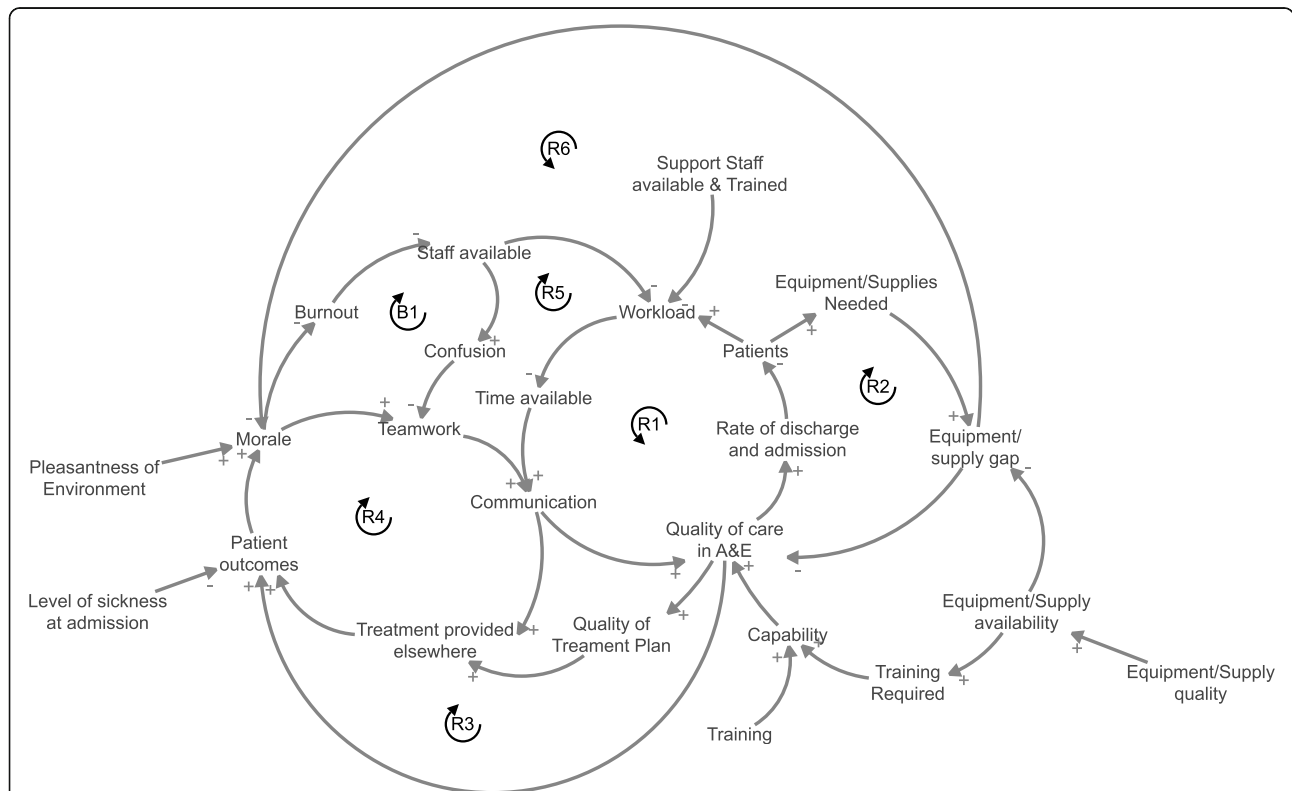 R6
Support Staff
available & Trained
-
Staff available
R5
Equipment/Supplies
Needed
-
-
+
Burnout
-
B1
Workload
+
+
Confusion
Patients
-
R2
-
Time available
-
+
-
+
-
Morale
Teamwork
R1
Rate of discharge
and admission
Equipment/
supply gap
-
+
+
Pleasantness of
Environment
+
+
+
Communication
+
R4
Quality of care
in A&E
Patient
outcomes
-
+
+
+
+
-
Level of sickness
at admission
Equipment/Supply
availability
+
Treatment provided
elsewhere
+
Quality of
Treament Plan
+
Capability
+
+
+
Training
Required
+
Equipment/Supply
quality
R3
Training